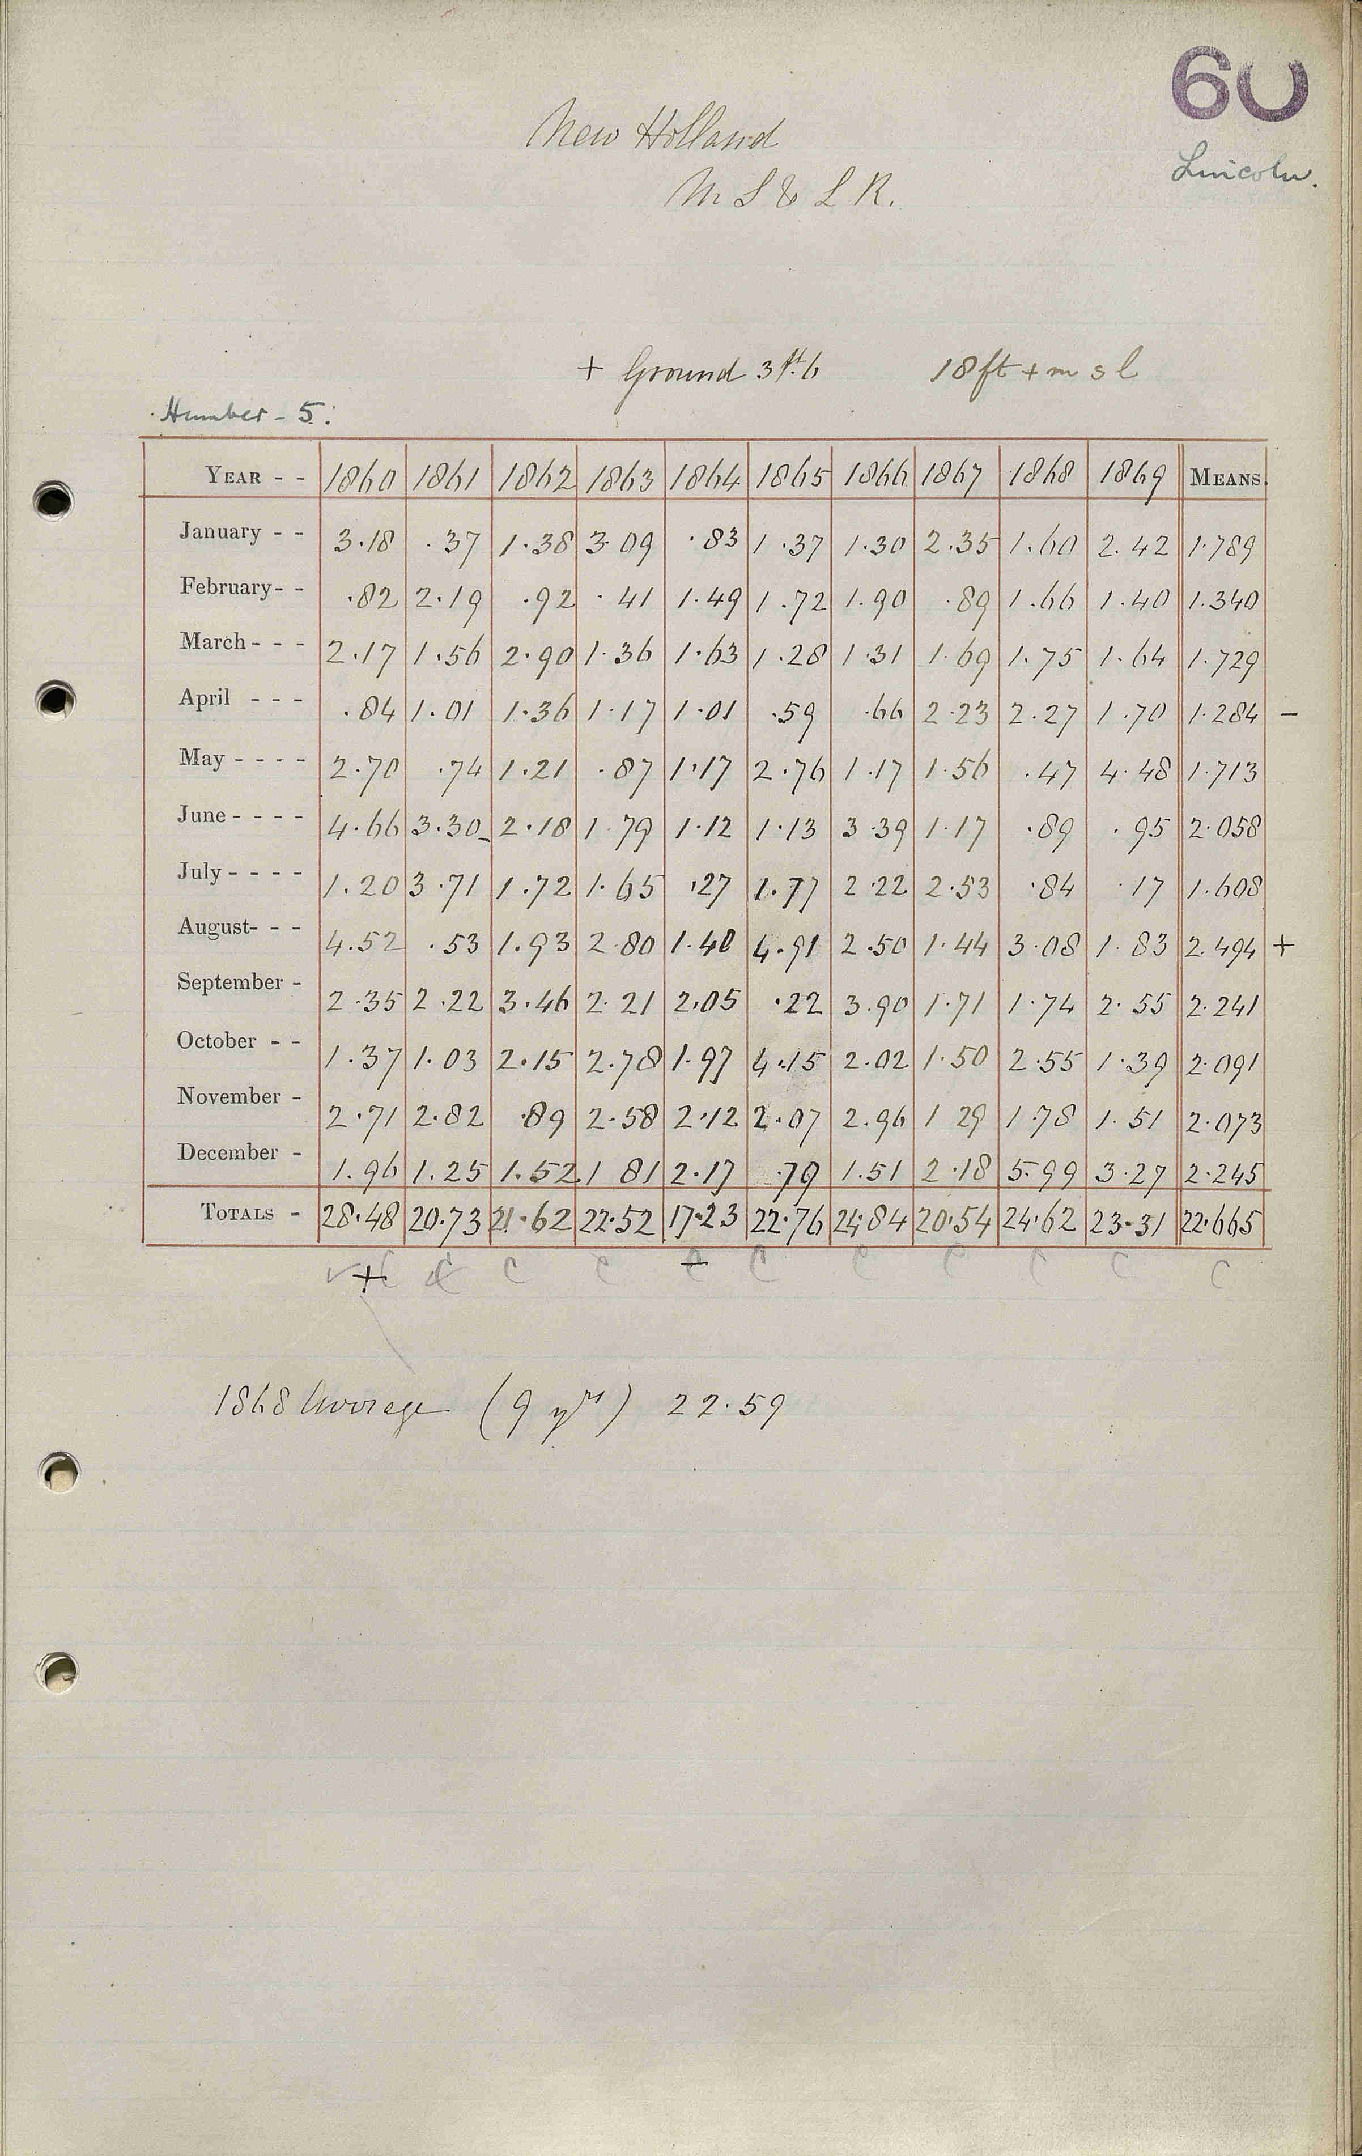 60
Lincoln.
New Holland
M S & L R.
+ Ground 3ft.6 18ft + m s l
Humber - 5.
YEAR - - 1860 1861 1862 1863 1864 1865 1866 1867 1868 1869 MEANS.
January - - 3.18 .37 1.38 3.09 .83 1.37 1.30 2.35 1.60 2.42 1.789
February - - .82 2.19 .92 .41 1.49 1.72 1.90 .89 1.66 1.40 1.340
March - - - 2.17 1.56 2.90 1.36 1.63 1.28 1.31 1.69 1.75 1.64 1.729
April - - - .84 1.01 1.36 1.17 1.01 .59 .66 2.23 2.27 1.70 1.284 -
May - - - - 2.70 .74 1.21 .87 1.17 2.76 1.17 1.56 .47 4.48 1.713
June - - - - 4.66 3.30 2.18 1.79 1.12 1.13 3.39 1.17 .89 .95 2.058
July - - - - 1.20 3.71 1.72 1.65 .27 1.77 2.22 2.53 .84 .17 1.608
August - - - 4.52 .53 1.93 2.80 1.40 4.91 2.50 1.44 3.08 1.83 2.494 +
September - 2.35 2.22 3.46 2.21 2.05 .22 3.90 1.71 1.74 2.55 2.241
October - - 1.37 1.03 2.15 2.78 1.97 4.15 2.02 1.50 2.55 1.39 2.091
November - 2.71 2.82 .89 2.58 2.12 2.07 2.96 1 29 1.78 1.51 2.073
December - 1.96 1.25 1.52 1 81 2.17 .79 1.51 2.18 5.99 3.27 2.245
TOTALS - 28.48 20.73 21.62 22.52 17.23 22.76 24.84 20.54 24.62 23.31 22.665
+ C C C C - C C C C C C
1868 Average (9 yrs) 22.59